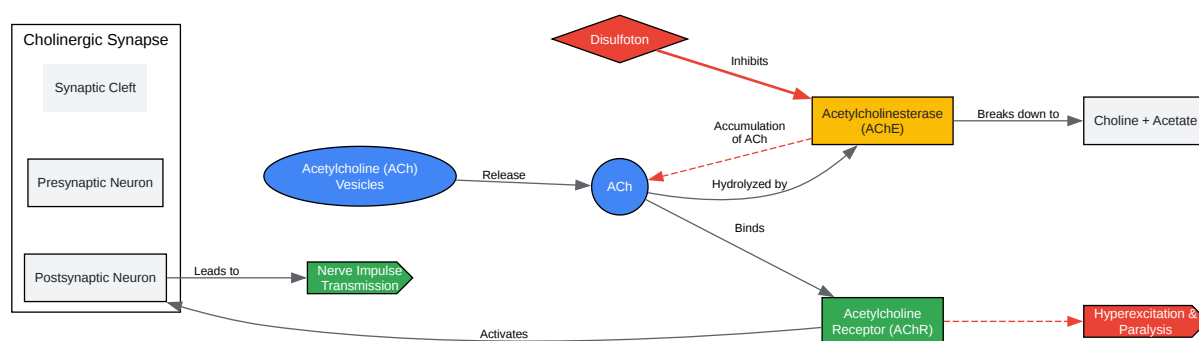 Cholinergic Synapse
Synaptic Cleft
Presynaptic Neuron
Postsynaptic Neuron
Leads to
Nerve Impulse
Transmission
Acetylcholine (ACh)
Vesicles
Release
ACh
Disulfoton
Inhibits
Accumulation
of ACh
Hydrolyzed by
Acetylcholinesterase
(AChE)
Breaks down to
Choline + Acetate
Binds
Acetylcholine
Receptor (AChR)
Activates
Hyperexcitation &
Paralysis